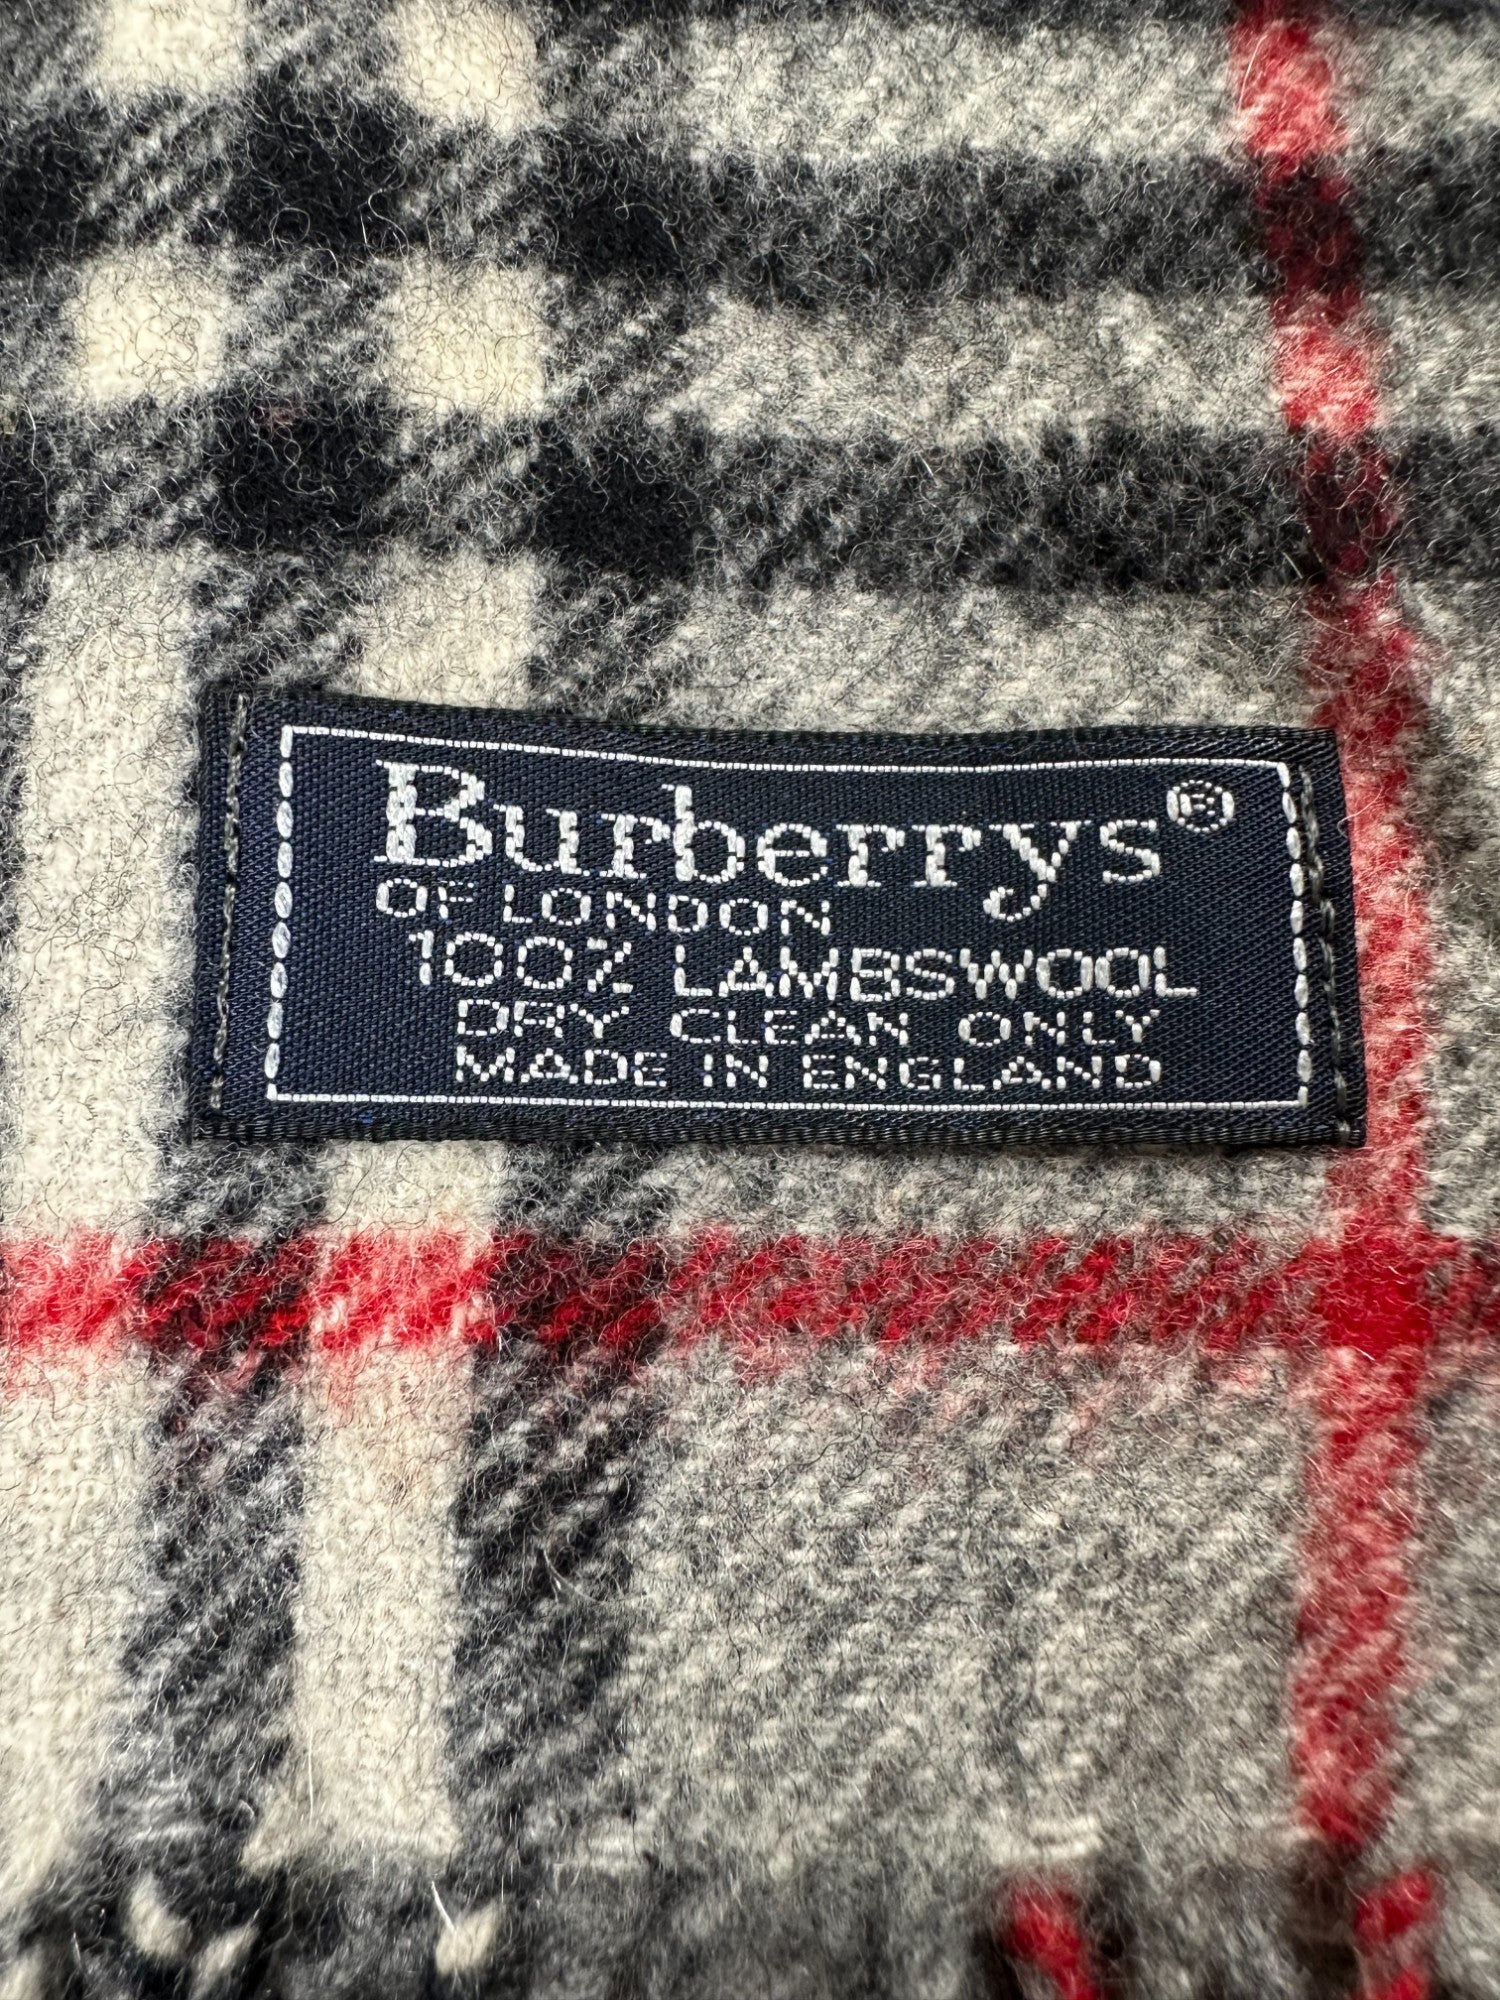 Burberrys®
OF LONDON
100% LAMBSWOOL
DRY CLEAN ONLY
MADE IN ENGLAND